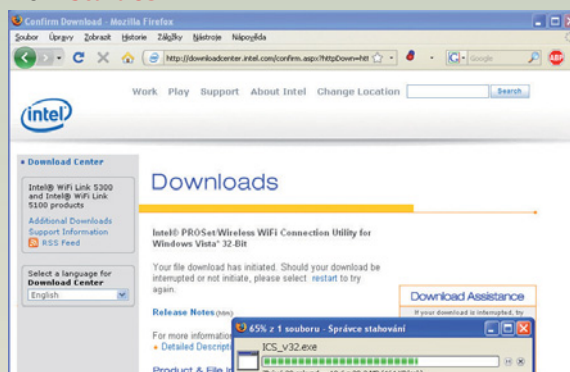 Confirm Download - Mozilla Firefox
Soubor Úpravy Zobrazit Historie Záložky Nástroje Nápověda
http://downloadcenter.intel.com/confirm.aspx?httpDown=htt
Google
ABP
Work Play Support About Intel Change Location
Search
intel
Download Center
Intel® WiFi Link 5300
and Intel® WiFi Link
5100 products
Additional Downloads
Support Information
RSS Feed
Select a language for
Download Center
English
Downloads
Intel® PROSet/Wireless WiFi Connection Utility for
Windows Vista* 32-Bit
Your file download has initiated. Should your download be
interrupted or not initiate, please select restart to try
again.
Release Notes
For more information
Detailed Descripti
Product & File In
Download Assistance
If your download is interrupted, try
65% z 1 souboru - Správce stahování
ICS_v32.exe